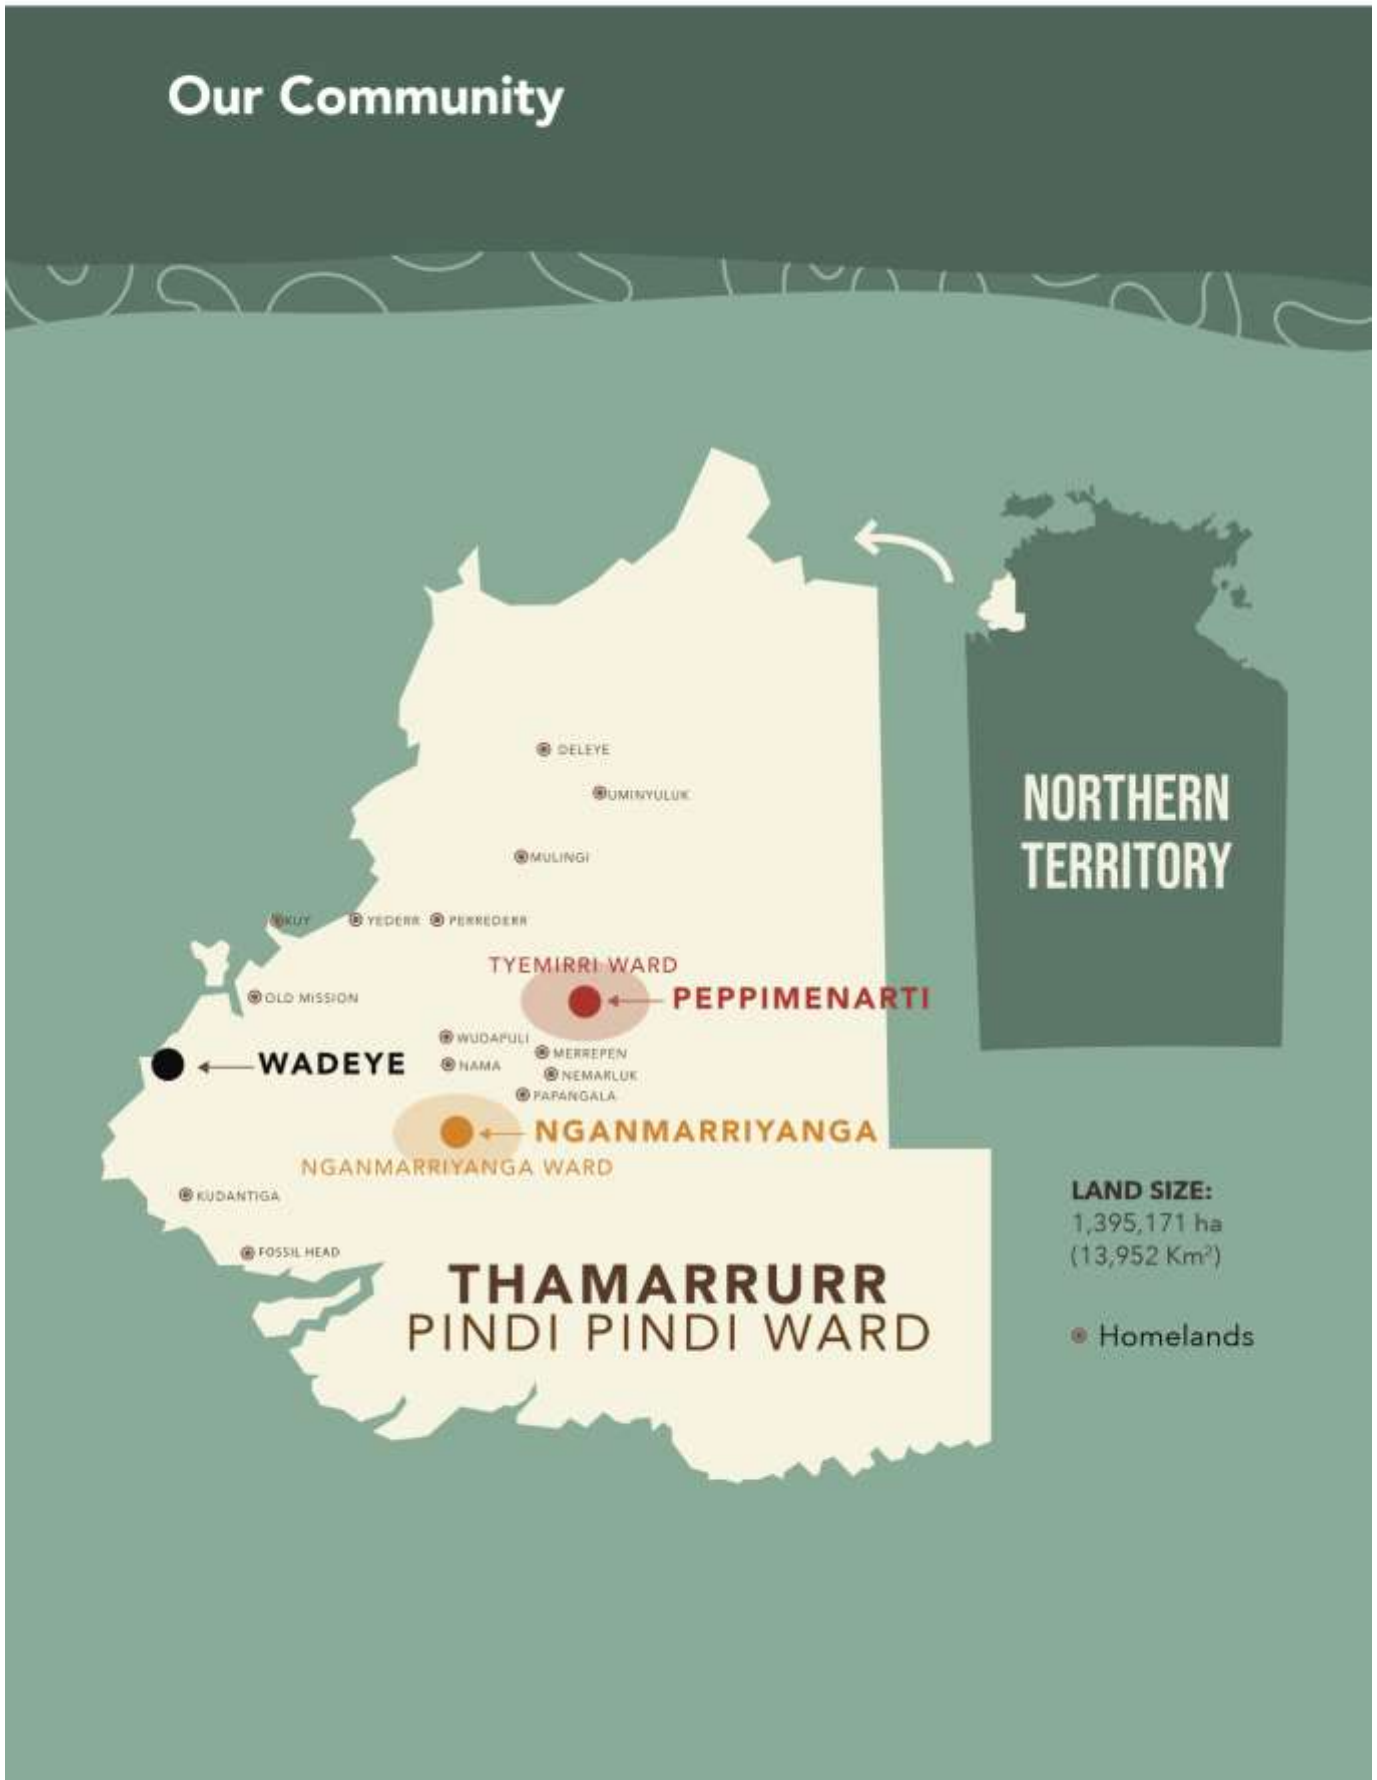 Our Community
DELEYE
UMINYULUK
NORTHERN
TERRITORY
MULINGI
KUY
YEDERR
PERREDERR
TYEMIRRI WARD
PEPPIMENARTI
OLD MISSION
WUDAPULI
MERREPEN
WADEYE
NAMA
NEMARLUK
PAPANGALA
NGANMARRIYANGA
NGANMARRIYANGA WARD
KUDANTIGA
LAND SIZE:
1,395,171 ha
(13,952 Km²)
FOSSIL HEAD
THAMARRURR
PINDI PINDI WARD
Homelands